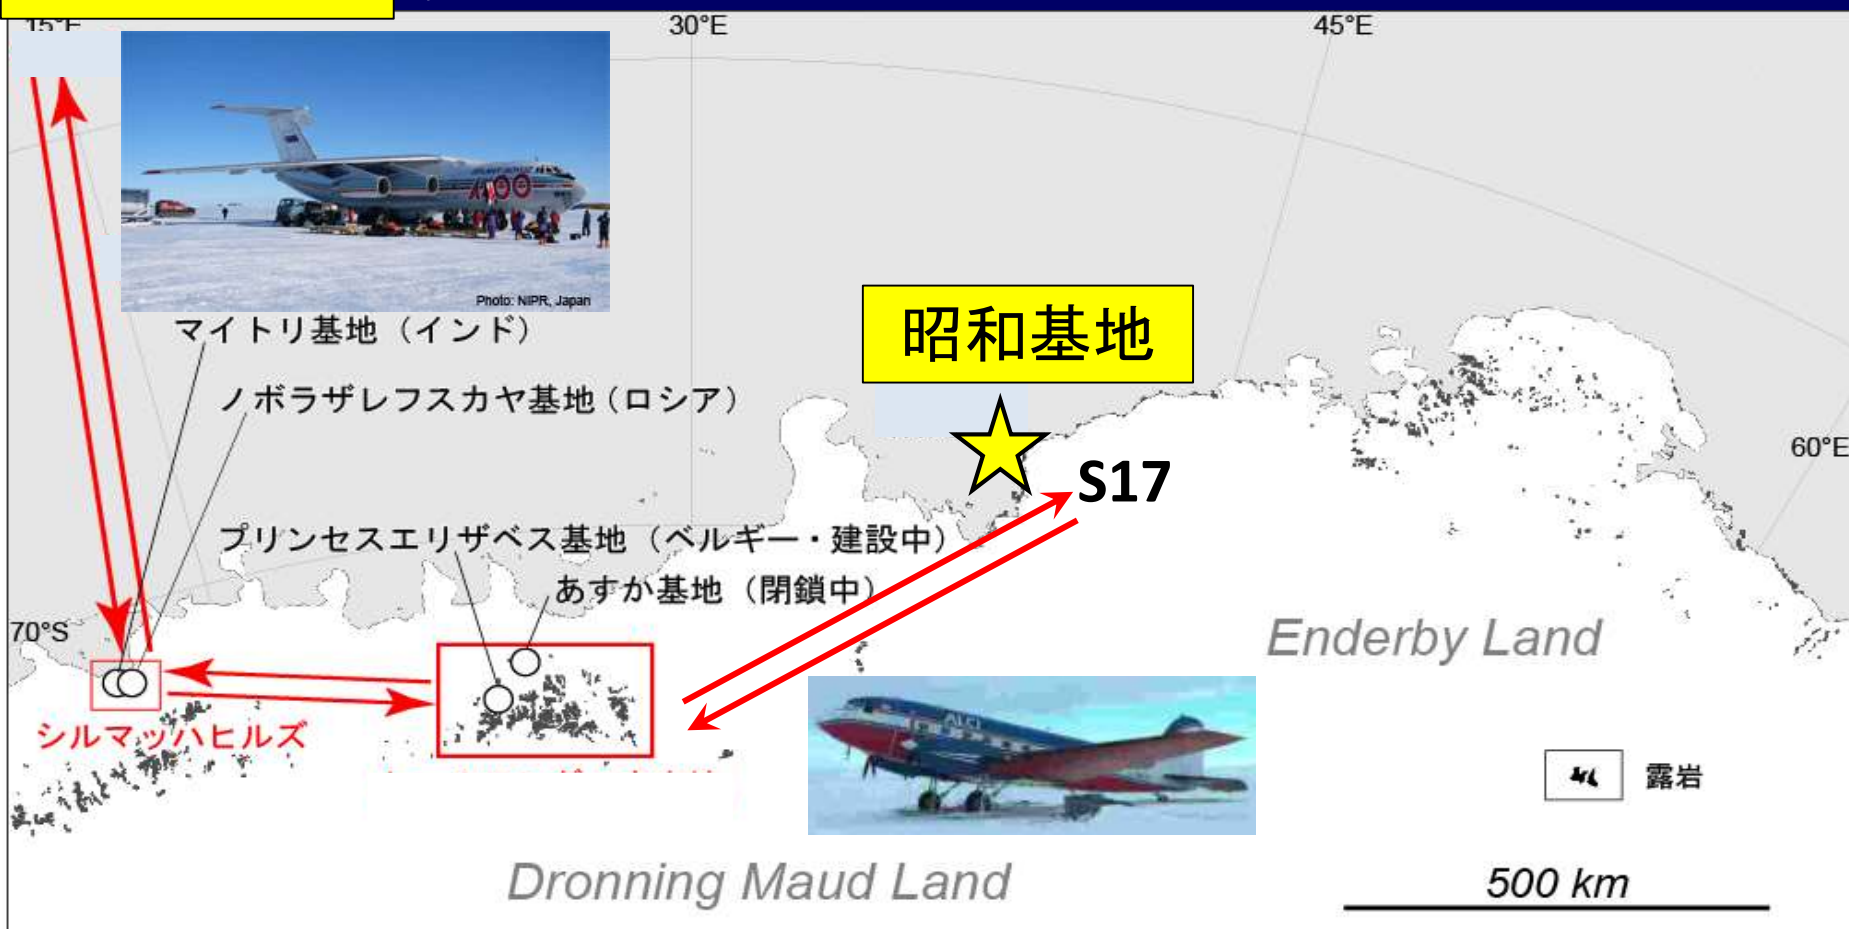 15°E
30°E
45°E
Photo: NIPR, Japan
マイトリ基地（インド）
昭和基地
ノボラザレフスカヤ基地（ロシア）
60°E
S17
プリンセスエリザベス基地（ベルギー・建設中）
あすか基地（閉鎖中）
70°S
Enderby Land
シルマッハヒルズ
ALCI
露岩
Dronning Maud Land
500 km